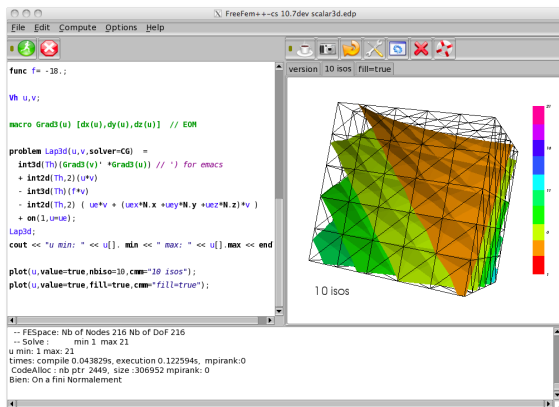 FreeFem++-cs 10.7dev scalar3d.edp
File Edit Compute Options Help
func f= -18.;
Vh u,v;
macro Grad3(u) [dx(u),dy(u),dz(u)]  // EOM
problem Lap3d(u,v,solver=CG)  =
int3d(Th)(Grad3(v)' *Grad3(u)) // ') for emacs
+ int2d(Th,2)(u*v)
- int3d(Th)(f*v)
- int2d(Th,2) ( ue*v + (uex*N.x +uey*N.y +uez*N.z)*v )
+ on(1,u=ue);
Lap3d;
cout << "u min: " << u[]. min << " max: " << u[].max << end
plot(u,value=true,nbiso=10,cmm="10 isos");
plot(u,value=true,fill=true,cmm="fill=true");
version 10 isos fill=true
10 isos
-- FESpace: Nb of Nodes 216 Nb of DoF 216
-- Solve : min 1 max 21
u min: 1 max: 21
times: compile 0.043829s, execution 0.122594s, mpirank:0
CodeAlloc : nb ptr 2449, size :306952 mpirank: 0
Bien: On a fini Normalement